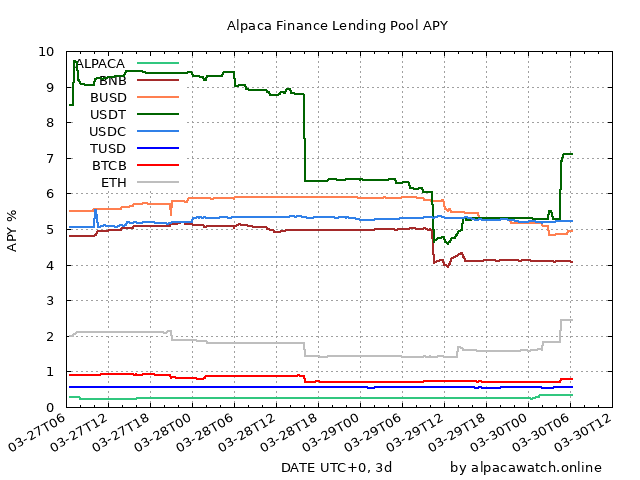 Alpaca Finance Lending Pool APY
10
9
8
7
6
5
4
3
2
1
0
APY %
ALPACA
BNB
BUSD
USDT
USDC
TUSD
BTCB
ETH
03-27T06
03-27T12
03-27T18
03-28T00
03-28T06
03-28T12
03-28T18
03-29T00
03-29T06
03-29T12
03-29T18
03-30T00
03-30T06
03-30T12
DATE UTC+0, 3d by alpacawatch.online